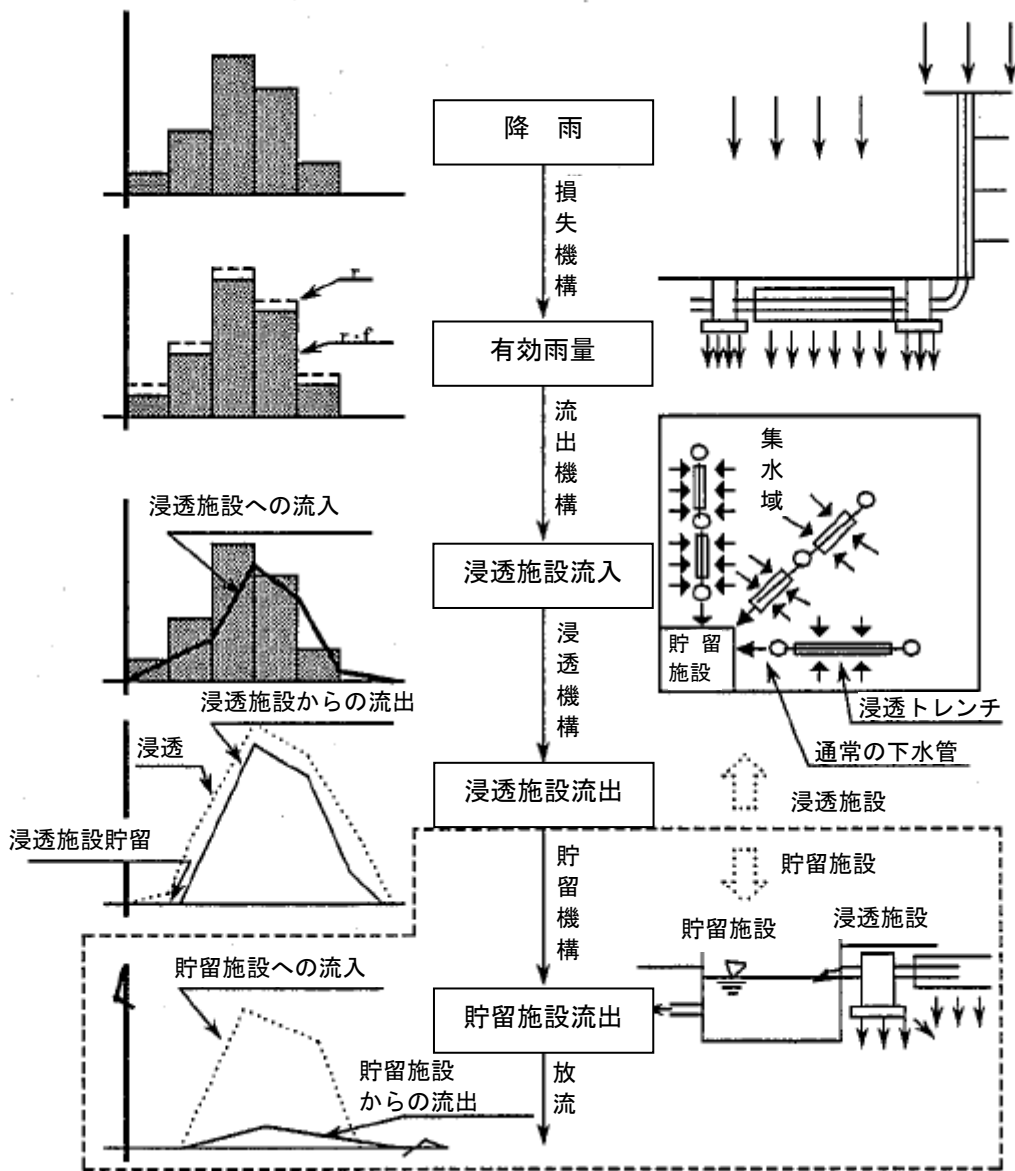 降　雨
損失機構
r
r・f
有効雨量
流出機構
集水域
浸透施設への流入
浸透施設流入
浸透機構
貯留
施設
浸透トレンチ
通常の下水管
浸透施設からの流出
浸透
浸透施設貯留
浸透施設流出
浸透施設
貯留機構
貯留施設
貯留施設
浸透施設
貯留施設への流入
貯留施設流出
貯留施設
からの流出
放流